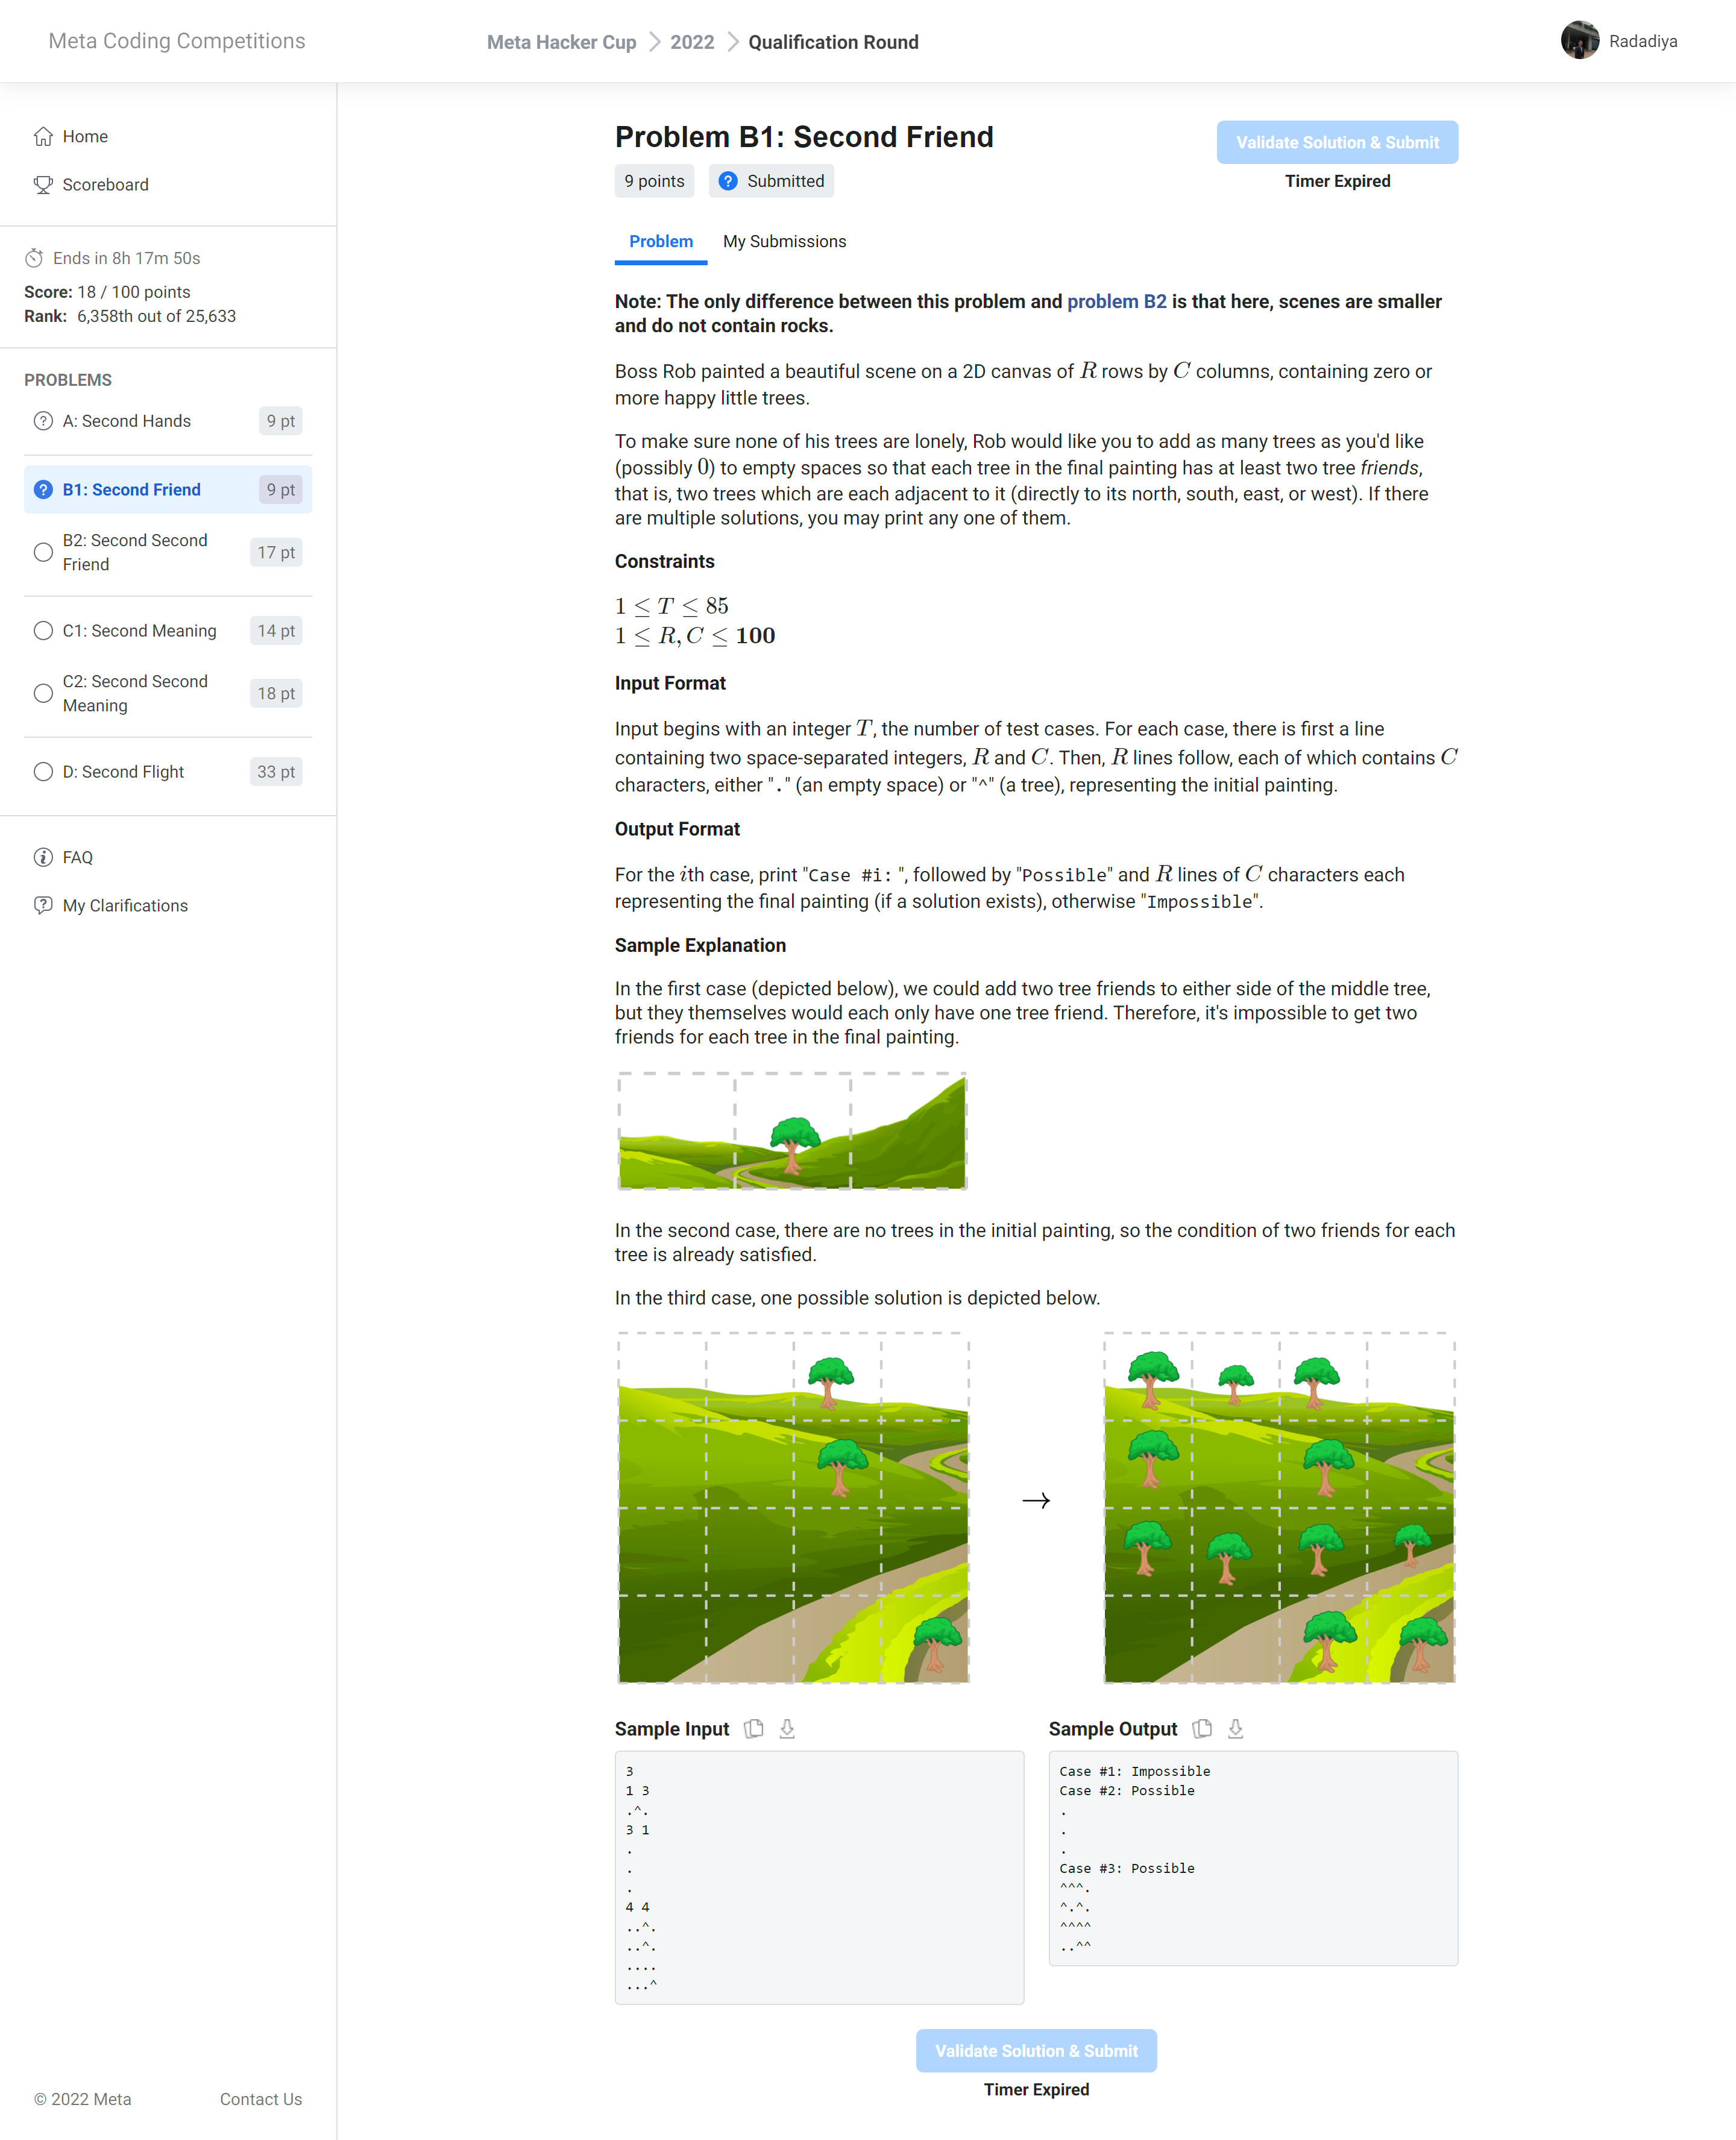 Meta Coding Competitions
Meta Hacker Cup > 2022 > Qualification Round
Radadiya
Home
Scoreboard
Ends in 8h 17m 50s
Score: 18 / 100 points
Rank: 6,358th out of 25,633
PROBLEMS
A: Second Hands 9 pt
B1: Second Friend 9 pt
B2: Second Second
Friend
17 pt
C1: Second Meaning 14 pt
C2: Second Second
Meaning
18 pt
D: Second Flight 33 pt
FAQ
My Clarifications
© 2022 Meta Contact Us
Problem B1: Second Friend
Validate Solution & Submit
Timer Expired
9 points
? Submitted
Problem My Submissions
Note: The only difference between this problem and problem B2 is that here, scenes are smaller
and do not contain rocks.
Boss Rob painted a beautiful scene on a 2D canvas of R rows by C columns, containing zero or
more happy little trees.
To make sure none of his trees are lonely, Rob would like you to add as many trees as you'd like
(possibly 0) to empty spaces so that each tree in the final painting has at least two tree friends,
that is, two trees which are each adjacent to it (directly to its north, south, east, or west). If there
are multiple solutions, you may print any one of them.
Constraints
1 ≤ T ≤ 85
1 ≤ R, C ≤ 100
Input Format
Input begins with an integer T, the number of test cases. For each case, there is first a line
containing two space-separated integers, R and C. Then, R lines follow, each of which contains C
characters, either "." (an empty space) or "^" (a tree), representing the initial painting.
Output Format
For the ith case, print "Case #i: ", followed by "Possible" and R lines of C characters each
representing the final painting (if a solution exists), otherwise "Impossible".
Sample Explanation
In the first case (depicted below), we could add two tree friends to either side of the middle tree,
but they themselves would each only have one tree friend. Therefore, it's impossible to get two
friends for each tree in the final painting.
In the second case, there are no trees in the initial painting, so the condition of two friends for each
tree is already satisfied.
In the third case, one possible solution is depicted below.
→
Sample Input
3
1 3
.^.
3 1
.
.
.
4 4
..^.
..^.
....
...^
Sample Output
Case #1: Impossible
Case #2: Possible
.
.
.
Case #3: Possible
^^^.
^.^.
^^^^
..^^
Validate Solution & Submit
Timer Expired